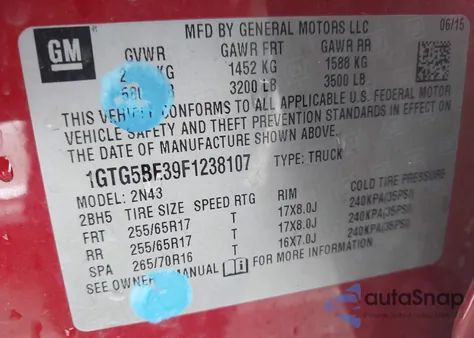 GM
MFD BY GENERAL MOTORS LLC 06/15
GVWR GAWR FRT GAWR RR
KG 1452 KG 1588 KG
3200 LB 3500 LB
THIS VEHICLE CONFORMS TO ALL APPLICABLE U.S. FEDERAL MOTOR
VEHICLE SAFETY AND THEFT PREVENTION STANDARDS IN EFFECT ON
THE DATE OF MANUFACTURE SHOWN ABOVE.
1GTG5BE39F1238107 TYPE: TRUCK
MODEL: 2N43
2BH5 TIRE SIZE SPEED RTG RIM COLD TIRE PRESSURE
FRT 255/65R17 T 17X8.0J 240KPA(35PSI)
RR 255/65R17 T 17X8.0J 240KPA(35PSI)
SPA 265/70R16 T 16X7.0J 240KPA(35PSI)
SEE MANUAL FOR MORE INFORMATION.
autoSnap